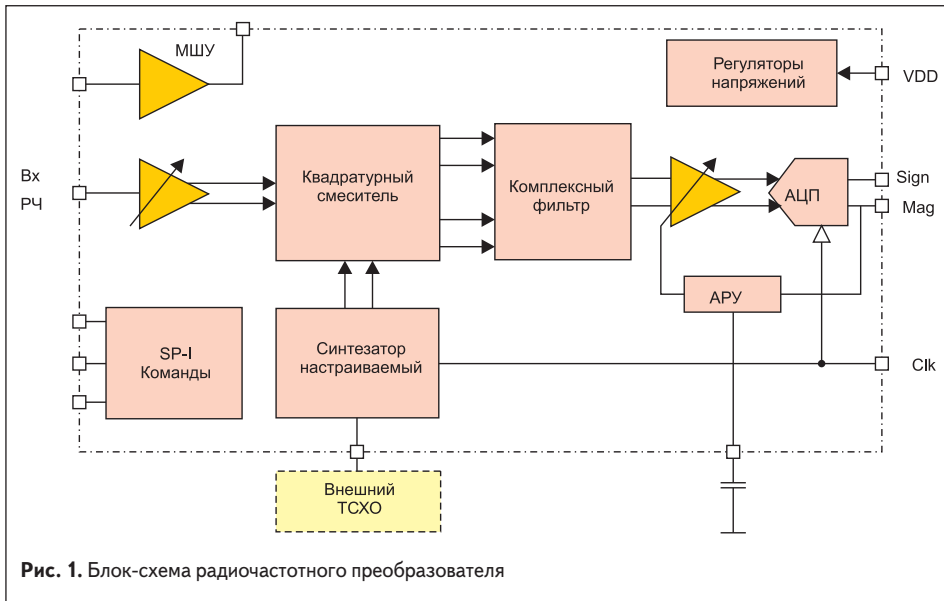 МШУ
Регуляторы
напряжений
VDD
Вх
РЧ
Квадратурный
смеситель
Комплексный
фильтр
АЦП
Sign
Mag
АРУ
SP-I
Команды
Синтезатор
настраиваемый
Clk
Внешний
TCXO
Рис. 1. Блок-схема радиочастотного преобразователя